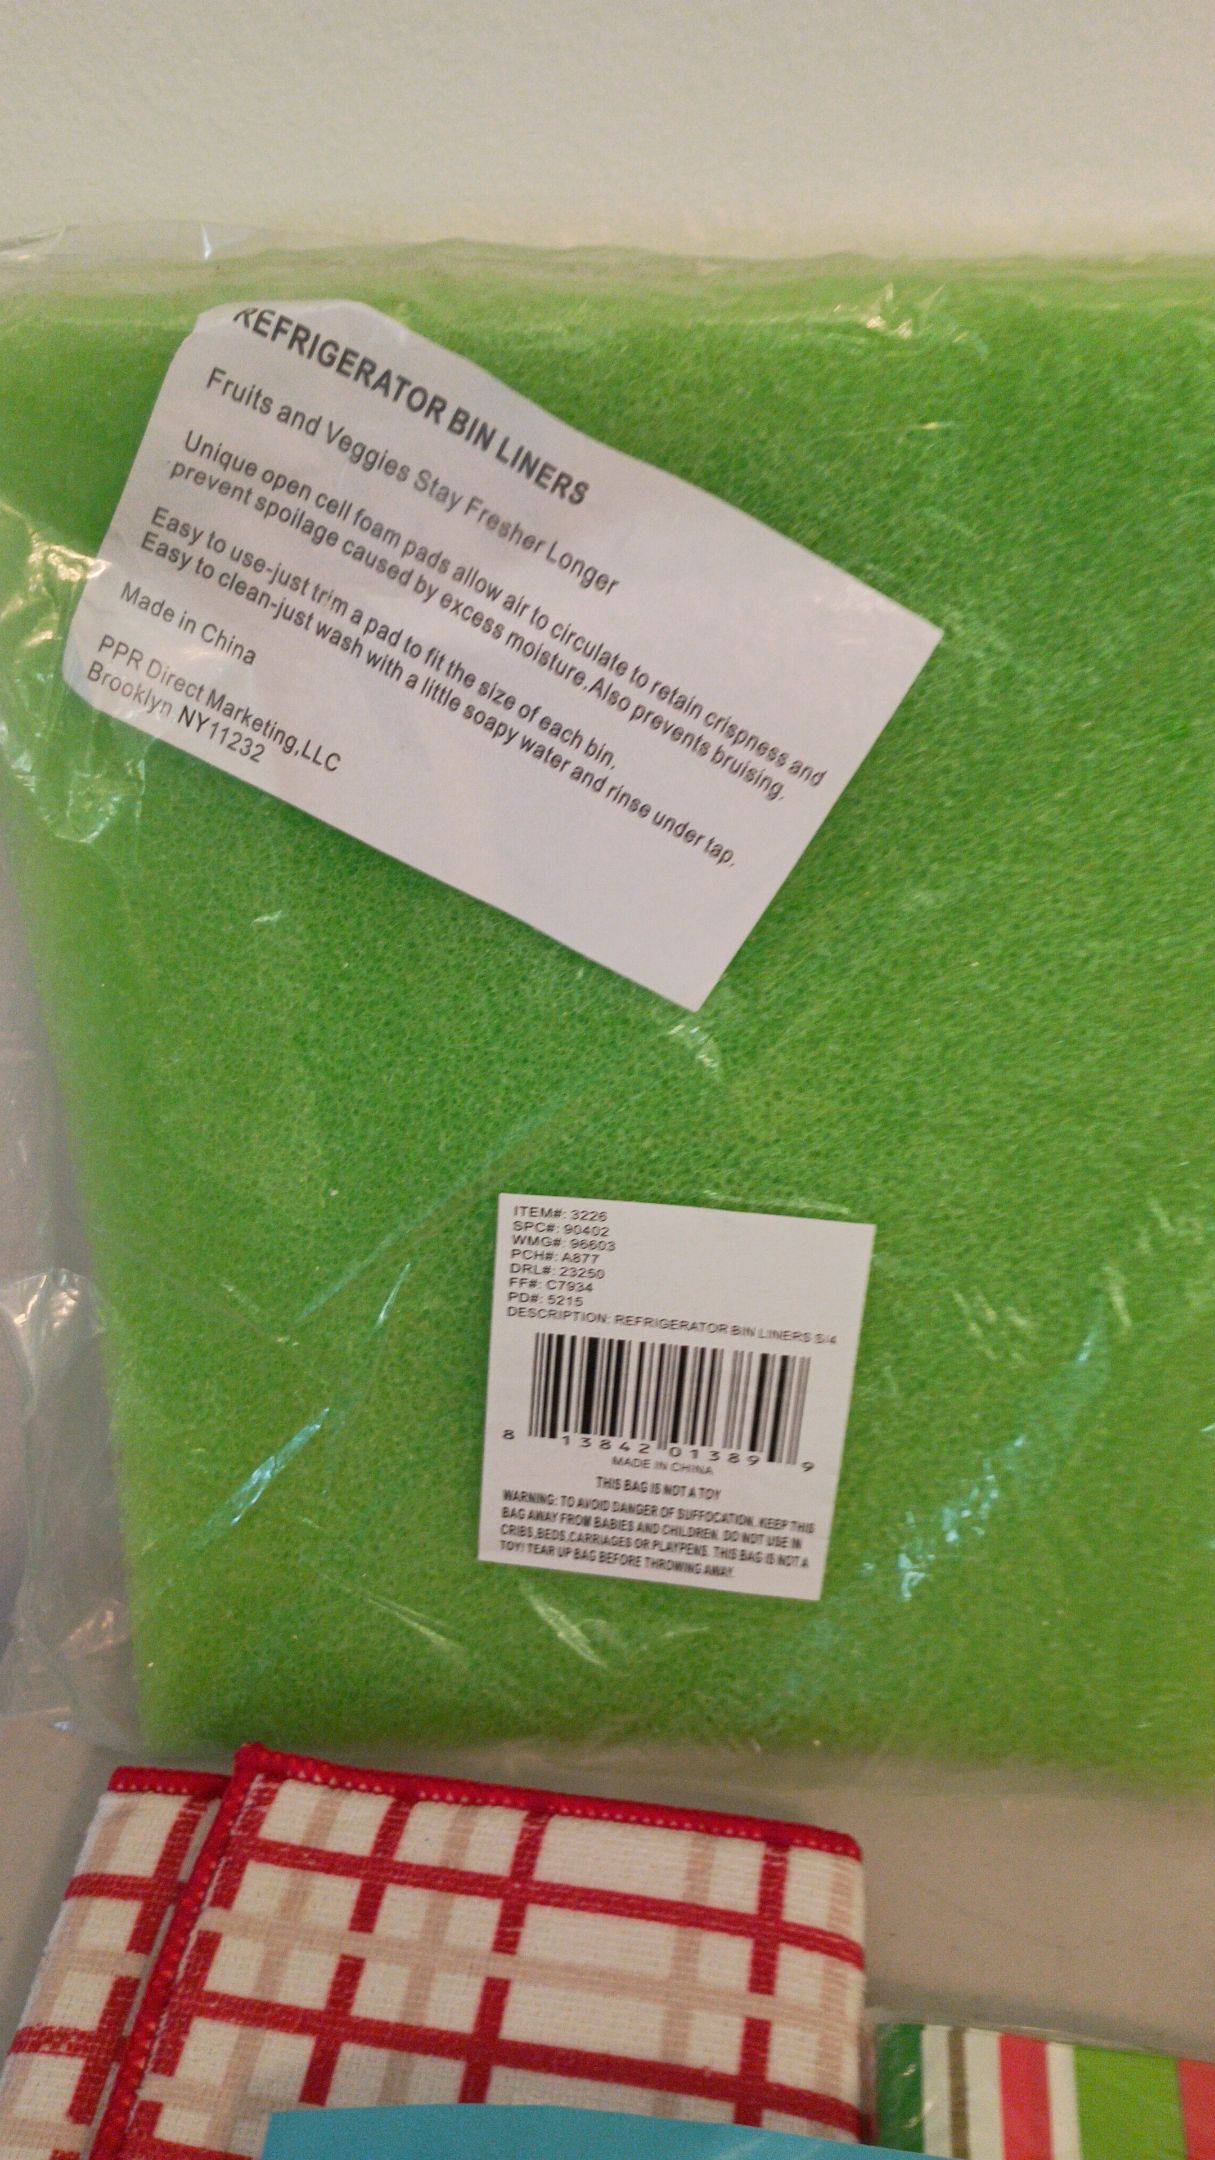 REFRIGERATOR BIN LINERS
Fruits and Veggies Stay Fresher Longer
Unique open cell foam pads allow air to circulate to retain crispness and
prevent spoilage caused by excess moisture.Also prevents bruising.
Easy to use-just trim a pad to fit the size of each bin.
Easy to clean-just wash with a little soapy water and rinse under tap.
Made in China
PPR Direct Marketing,LLC
Brooklyn NY11232
ITEM#: 3226
SPC#: 90402
WMG#: 96603
PCH#: A877
DRL#: 23250
FF#: C7934
PD#: 5215
DESCRIPTION: REFRIGERATOR BIN LINERS S/4
8 13842 01389 9
MADE IN CHINA
THIS BAG IS NOT A TOY
WARNING: TO AVOID DANGER OF SUFFOCATION, KEEP THIS
BAG AWAY FROM BABIES AND CHILDREN. DO NOT USE IN
CRIBS,BEDS,CARRIAGES OR PLAYPENS. THIS BAG IS NOT A
TOY! TEAR UP BAG BEFORE THROWING AWAY.